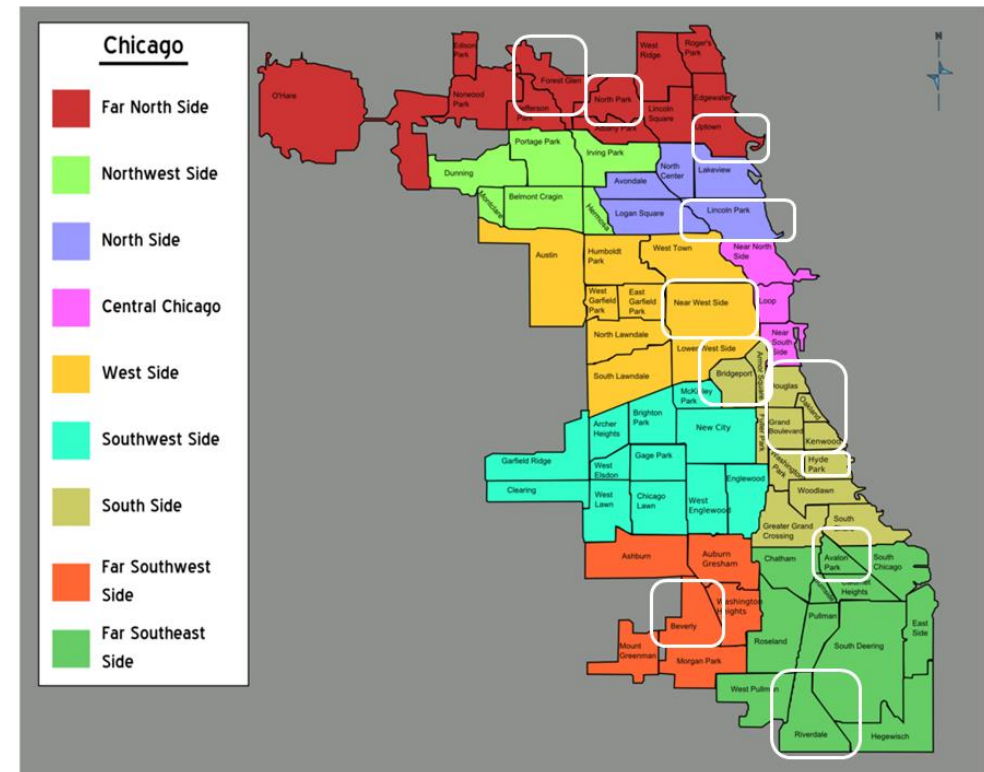 Chicago
Far North Side
Northwest Side
North Side
Central Chicago
West Side
Southwest Side
South Side
Far Southwest
Side
Far Southeast
Side
N
O'Hare
Edison
Park
Norwood
Park
Jefferson
Park
Forest Glen
North Park
Albany Park
West
Ridge
Roger's
Park
Lincoln
Square
Edgewater
Uptown
Dunning
Portage Park
Irving Park
Montclare
Belmont Cragin
Hermosa
Avondale
North
Center
Lakeview
Logan Square
Lincoln Park
Near North
Side
Loop
Near
South
Side
Austin
Humboldt
Park
West Town
West
Garfield
Park
East
Garfield
Park
Near West Side
North Lawndale
South Lawndale
Lower West Side
Bridgeport
Armor Square
Douglas
Oakland
Fuller Park
Grand
Boulevard
Kenwood
Washington
Park
Hyde
Park
Woodlawn
Greater Grand
Crossing
South
McKinley
Park
Brighton
Park
New City
Archer
Heights
Gage Park
Garfield Ridge
West
Elsdon
Clearing
West
Lawn
Chicago
Lawn
West
Englewood
Englewood
Ashburn
Auburn
Gresham
Washington
Heights
Beverly
Mount
Greenman
Morgan Park
Chatham
Avalon
Park
South
Chicago
Heights
Pullman
Roseland
South Deering
East
Side
West Pullman
Riverdale
Hegewisch